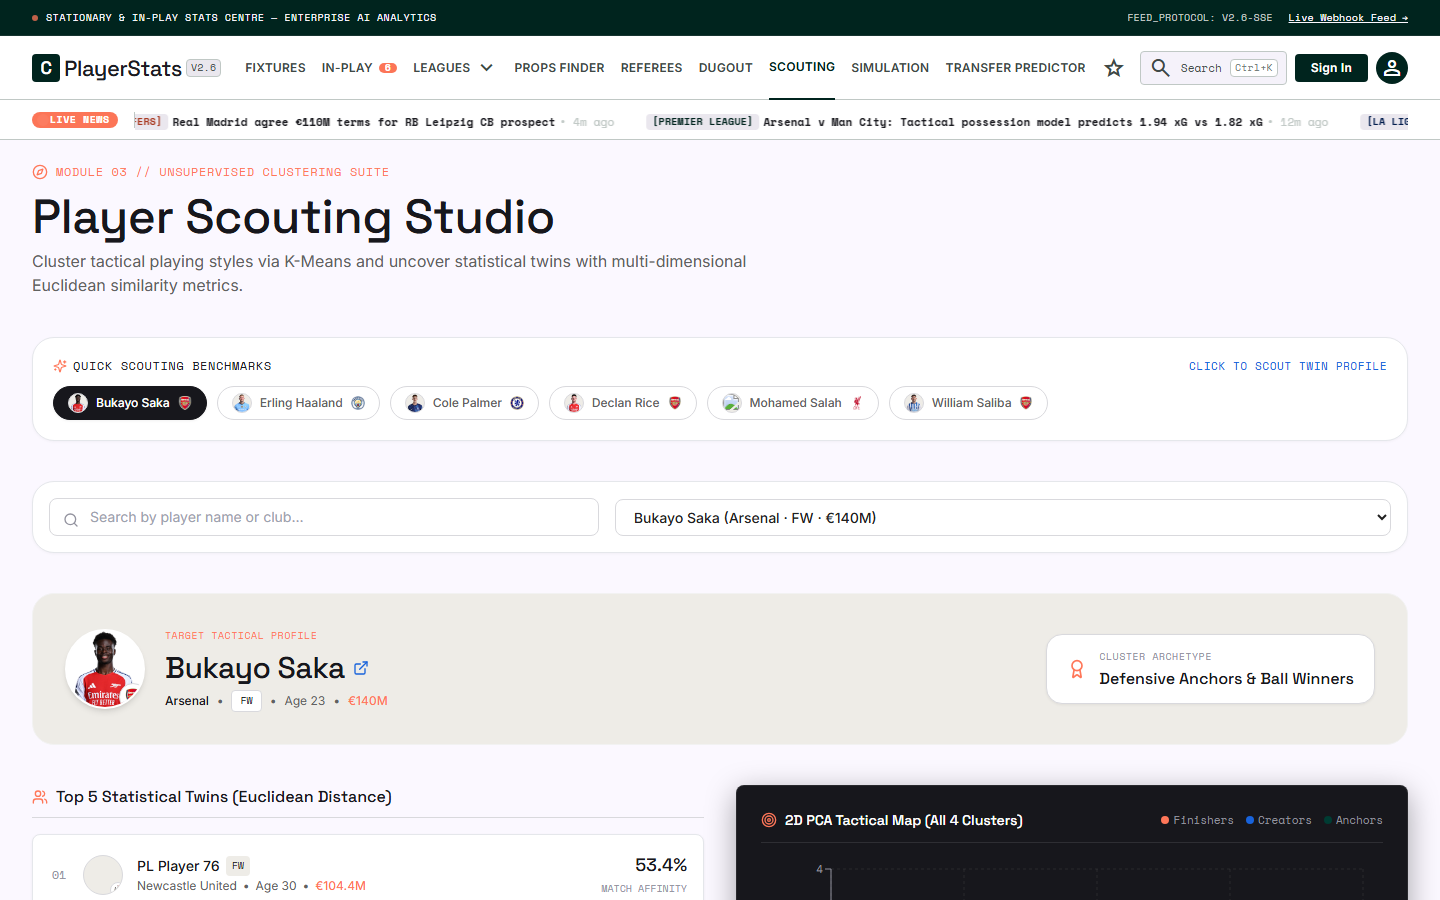 STATIONARY & IN-PLAY STATS CENTRE — ENTERPRISE AI ANALYTICS
FEED_PROTOCOL: V2.6-SSE
Live Webhook Feed →
C PlayerStats V2.6
FIXTURES
IN-PLAY 6
LEAGUES
PROPS FINDER
REFEREES
DUGOUT
SCOUTING
SIMULATION
TRANSFER PREDICTOR
Search Ctrl+K
Sign In
LIVE NEWS
FERS] Real Madrid agree €110M terms for RB Leipzig CB prospect • 4m ago
[PREMIER LEAGUE] Arsenal v Man City: Tactical possession model predicts 1.94 xG vs 1.82 xG • 12m ago
[LA LIG
MODULE 03 // UNSUPERVISED CLUSTERING SUITE
Player Scouting Studio
Cluster tactical playing styles via K-Means and uncover statistical twins with multi-dimensional
Euclidean similarity metrics.
QUICK SCOUTING BENCHMARKS
CLICK TO SCOUT TWIN PROFILE
Bukayo Saka
Erling Haaland
Cole Palmer
Declan Rice
Mohamed Salah
William Saliba
Search by player name or club...
Bukayo Saka (Arsenal · FW · €140M)
TARGET TACTICAL PROFILE
Bukayo Saka
Arsenal • FW • Age 23 • €140M
CLUSTER ARCHETYPE
Defensive Anchors & Ball Winners
Top 5 Statistical Twins (Euclidean Distance)
01
PL Player 76 FW
Newcastle United • Age 30 • €104.4M
53.4%
MATCH AFFINITY
2D PCA Tactical Map (All 4 Clusters)
Finishers
Creators
Anchors
4